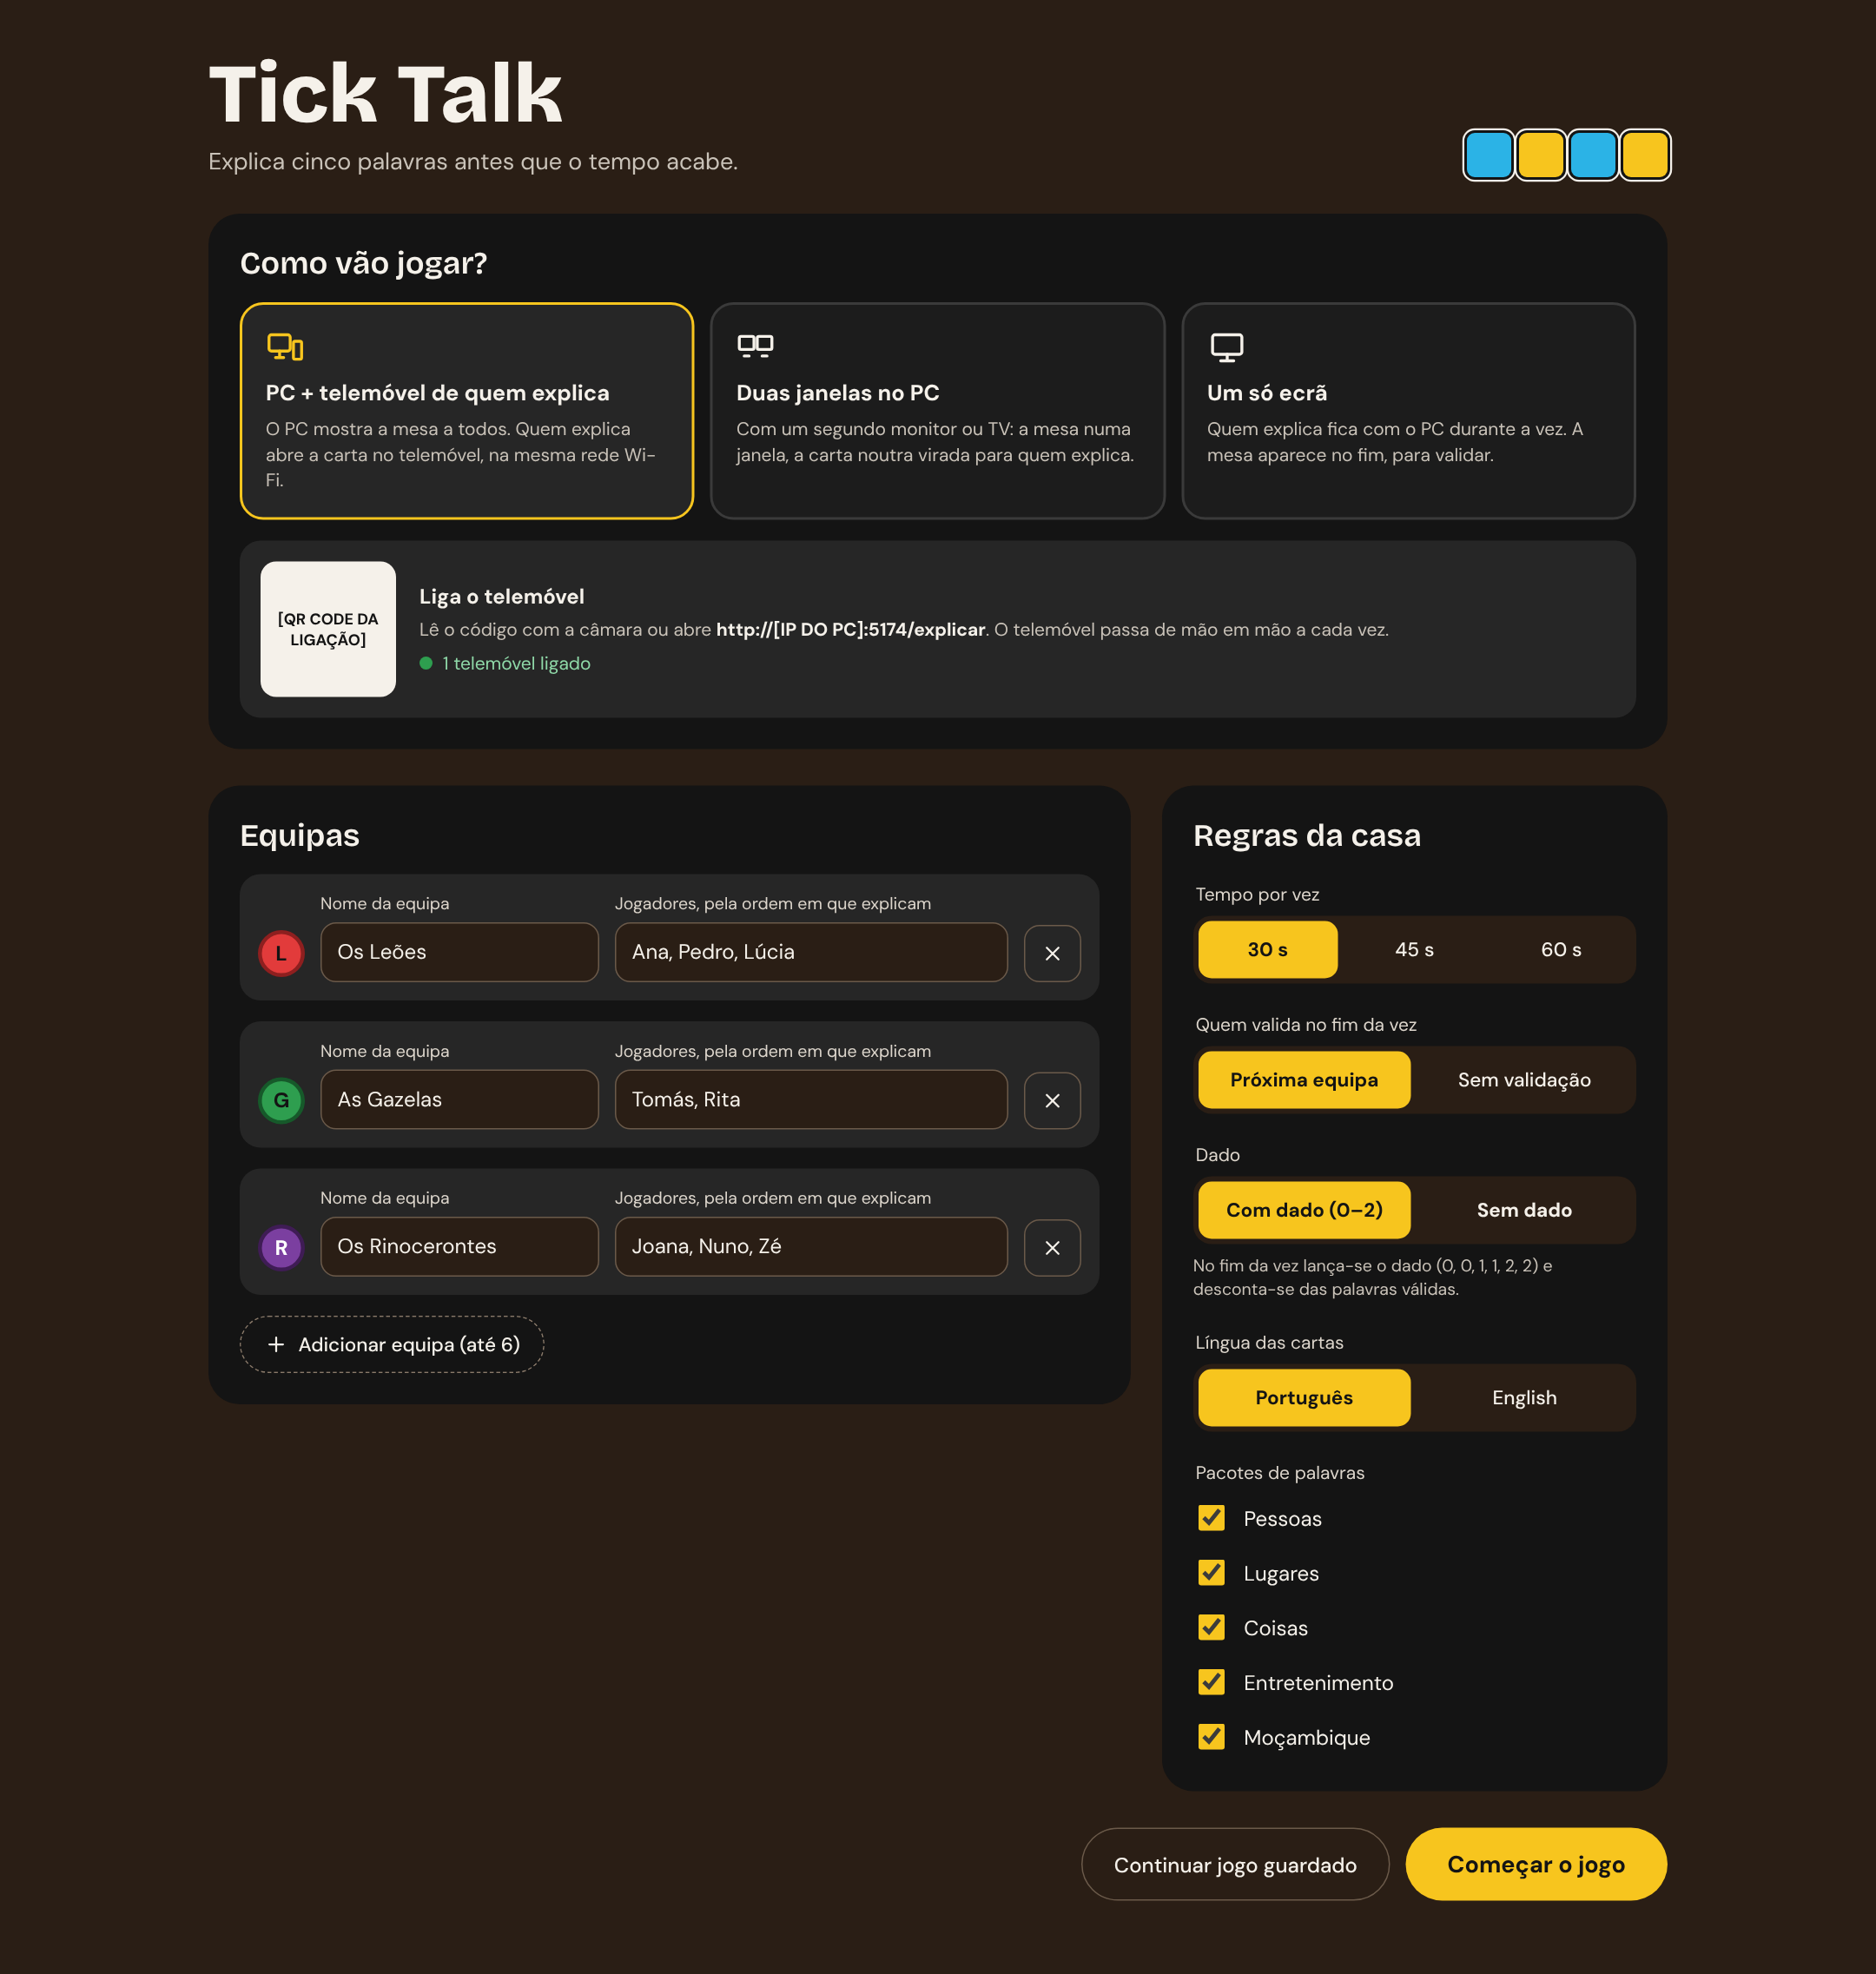 Tick Talk
Explica cinco palavras antes que o tempo acabe.
Como vão jogar?
PC + telemóvel de quem explica
O PC mostra a mesa a todos. Quem explica
abre a carta no telemóvel, na mesma rede Wi-
Fi.
Duas janelas no PC
Com um segundo monitor ou TV: a mesa numa
janela, a carta noutra virada para quem explica.
Um só ecrã
Quem explica fica com o PC durante a vez. A
mesa aparece no fim, para validar.
[QR CODE DA
LIGAÇÃO]
Liga o telemóvel
Lê o código com a câmara ou abre http://[IP DO PC]:5174/explicar. O telemóvel passa de mão em mão a cada vez.
1 telemóvel ligado
Equipas
Nome da equipa
Jogadores, pela ordem em que explicam
L
Os Leões
Ana, Pedro, Lúcia
Nome da equipa
Jogadores, pela ordem em que explicam
G
As Gazelas
Tomás, Rita
Nome da equipa
Jogadores, pela ordem em que explicam
R
Os Rinocerontes
Joana, Nuno, Zé
Adicionar equipa (até 6)
Regras da casa
Tempo por vez
30 s
45 s
60 s
Quem valida no fim da vez
Próxima equipa
Sem validação
Dado
Com dado (0–2)
Sem dado
No fim da vez lança-se o dado (0, 0, 1, 1, 2, 2) e
desconta-se das palavras válidas.
Língua das cartas
Português
English
Pacotes de palavras
Pessoas
Lugares
Coisas
Entretenimento
Moçambique
Continuar jogo guardado
Começar o jogo